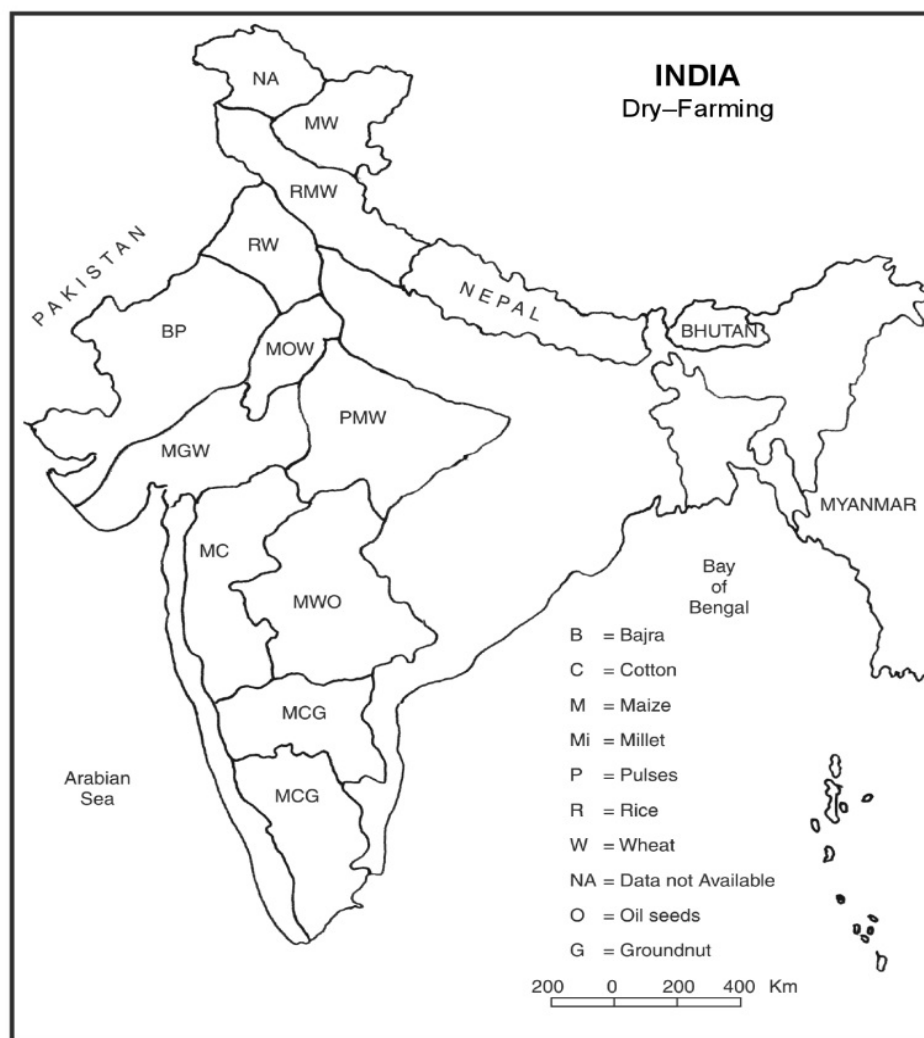 INDIA
Dry–Farming
NA
MW
RMW
RW
PAKISTAN
NEPAL
BHUTAN
BP
MOW
PMW
MGW
MYANMAR
MC
MWO
Bay
of
Bengal
MCG
Arabian
Sea
MCG
B = Bajra
C = Cotton
M = Maize
Mi = Millet
P = Pulses
R = Rice
W = Wheat
NA = Data not Available
O = Oil seeds
G = Groundnut
200 0 200 400 Km